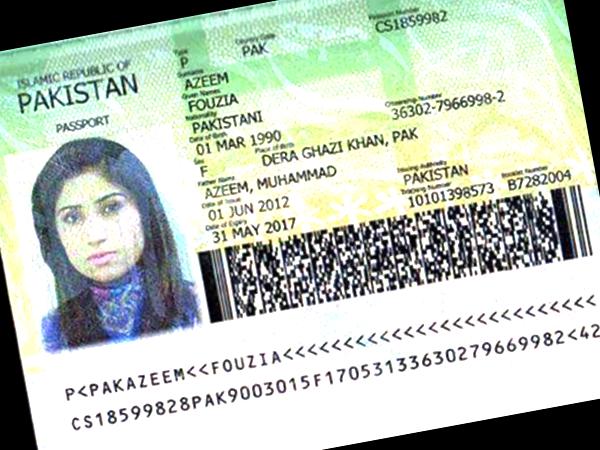 ISLAMIC REPUBLIC OF
PAKISTAN
PASSPORT
Type
P
Country Code
PAK
Passport Number
CS1859982
Surname
AZEEM
Given Names
FOUZIA
Nationality
PAKISTANI
Citizenship Number
36302-7966998-2
Date of Birth
01 MAR 1990
Sex
F
Place of Birth
DERA GHAZI KHAN, PAK
Father Name
AZEEM, MUHAMMAD
Date of Issue
01 JUN 2012
Issuing Authority
PAKISTAN
Date of Expiry
31 MAY 2017
Tracking Number
10101398573
Booklet Number
B7282004
P<PAKAZEEM<<FOUZIA<<<<<<<<<<<<<<<<<<<<<<<<<<
CS18599828PAK9003015F17053133630279669982<42